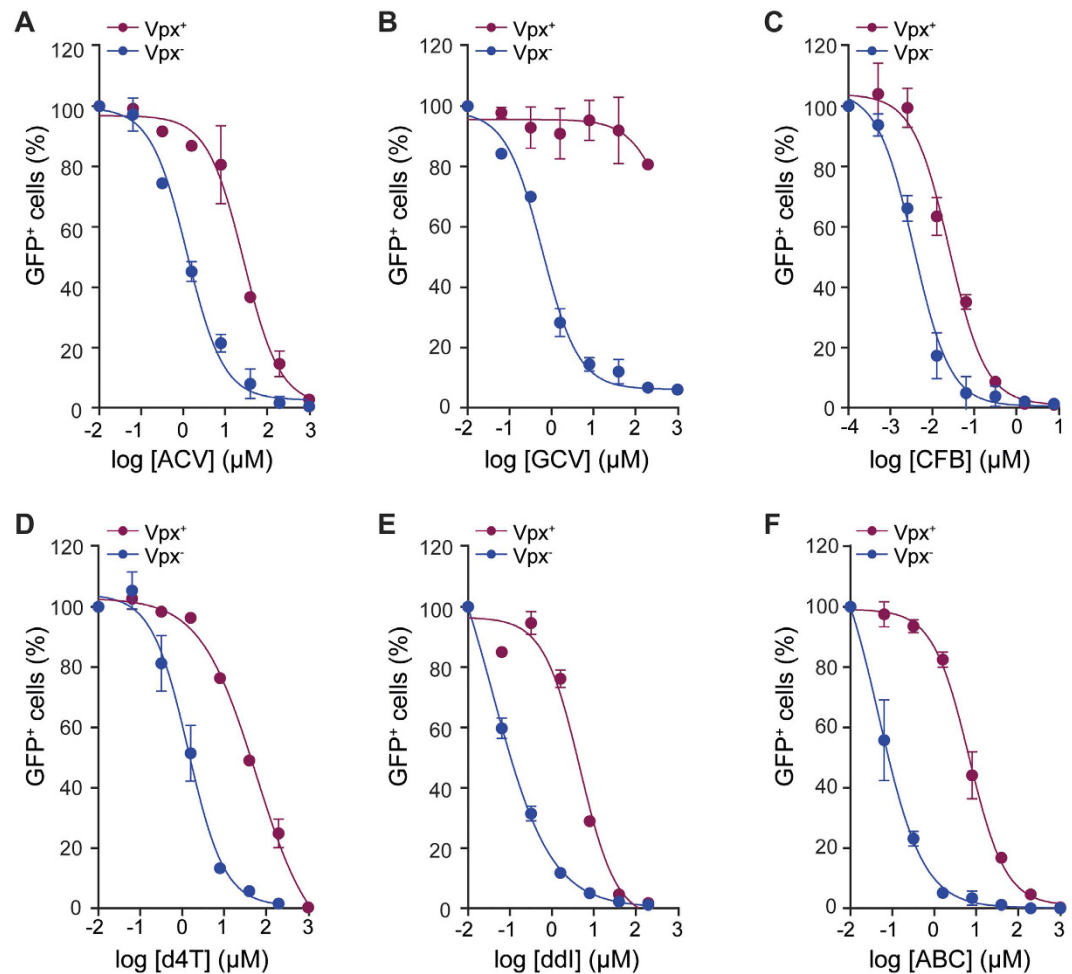 A
Vpx⁺
Vpx⁻
120
100
80
60
40
20
0
GFP⁺ cells (%)
-2 -1 0 1 2 3
log [ACV] (μM)
B
Vpx⁺
Vpx⁻
120
100
80
60
40
20
0
GFP⁺ cells (%)
-2 -1 0 1 2 3
log [GCV] (μM)
C
Vpx⁺
Vpx⁻
120
100
80
60
40
20
0
GFP⁺ cells (%)
-4 -3 -2 -1 0 1
log [CFB] (μM)
D
Vpx⁺
Vpx⁻
120
100
80
60
40
20
0
GFP⁺ cells (%)
-2 -1 0 1 2 3
log [d4T] (μM)
E
Vpx⁺
Vpx⁻
120
100
80
60
40
20
0
GFP⁺ cells (%)
-2 -1 0 1 2 3
log [ddI] (μM)
F
Vpx⁺
Vpx⁻
120
100
80
60
40
20
0
GFP⁺ cells (%)
-2 -1 0 1 2 3
log [ABC] (μM)